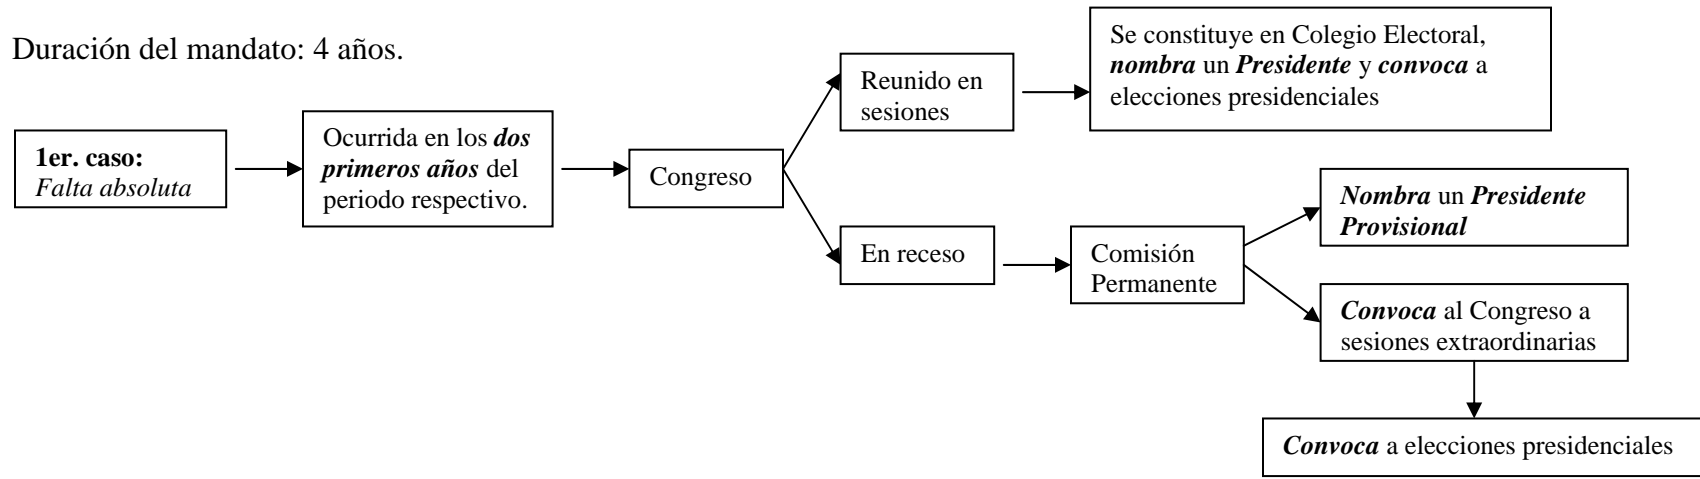 Duración del mandato: 4 años.
1er. caso:
Falta absoluta
Ocurrida en los dos
primeros años del
periodo respectivo.
Congreso
Reunido en
sesiones
Se constituye en Colegio Electoral,
nombra un Presidente y convoca a
elecciones presidenciales
En receso
Comisión
Permanente
Nombra un Presidente
Provisional
Convoca al Congreso a
sesiones extraordinarias
Convoca a elecciones presidenciales